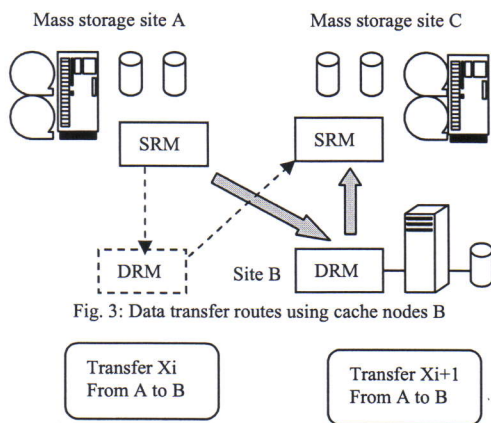 Mass storage site A
Mass storage site C
SRM
SRM
DRM
Site B
DRM
Fig. 3: Data transfer routes using cache nodes B
Transfer Xi
From A to B
Transfer Xi+1
From A to B